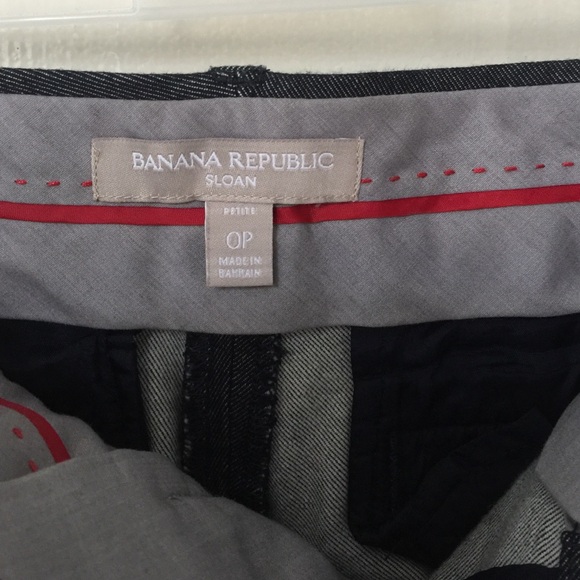 BANANA REPUBLIC
SLOAN
PETITE
0P
MADE IN
BAHRAIN